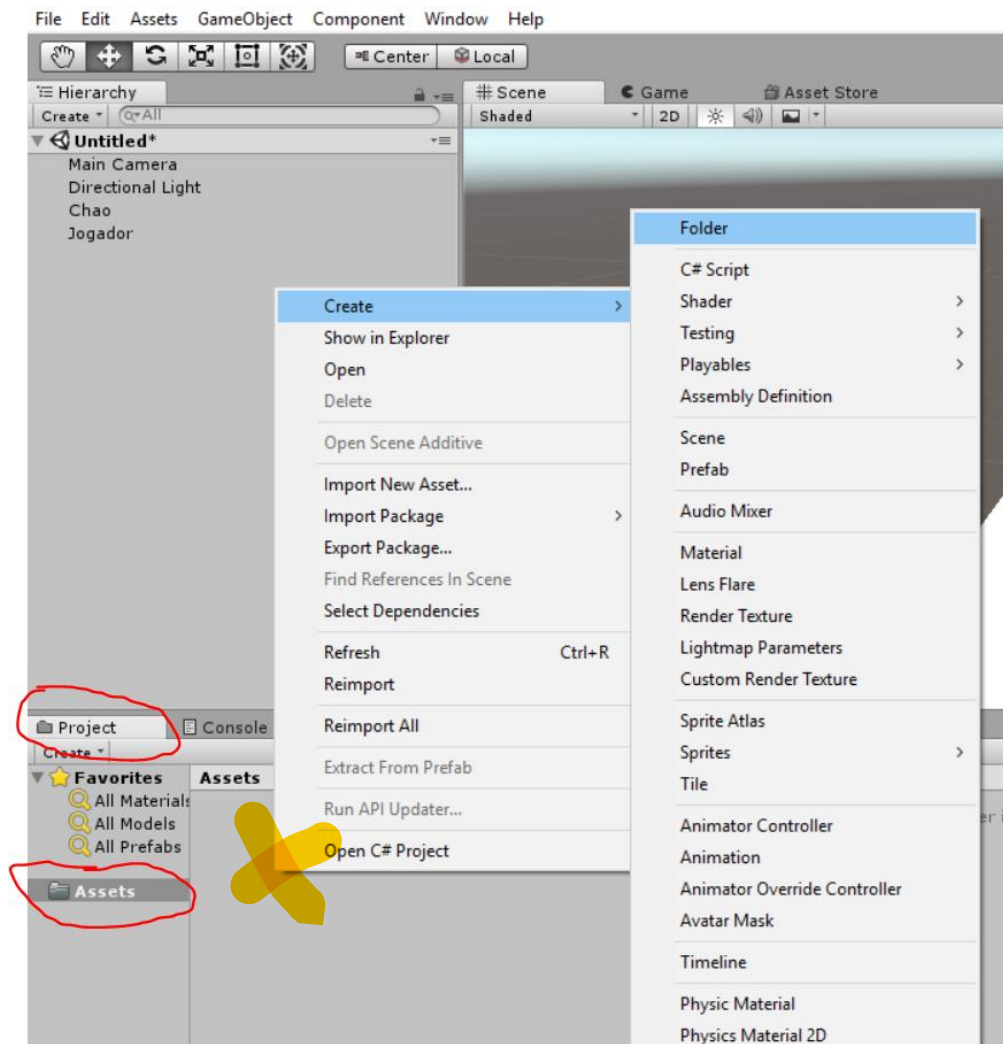 File Edit Assets GameObject Component Window Help
Center Local
Hierarchy
Create All
Untitled*
Main Camera
Directional Light
Chao
Jogador
Scene Game Asset Store
Shaded 2D
Create
Show in Explorer
Open
Delete
Open Scene Additive
Import New Asset...
Import Package
Export Package...
Find References In Scene
Select Dependencies
Refresh Ctrl+R
Reimport
Reimport All
Extract From Prefab
Run API Updater...
Open C# Project
Folder
C# Script
Shader
Testing
Playables
Assembly Definition
Scene
Prefab
Audio Mixer
Material
Lens Flare
Render Texture
Lightmap Parameters
Custom Render Texture
Sprite Atlas
Sprites
Tile
Animator Controller
Animation
Animator Override Controller
Avatar Mask
Timeline
Physic Material
Physics Material 2D
Project Console
Create
Favorites
All Materials
All Models
All Prefabs
Assets
Assets